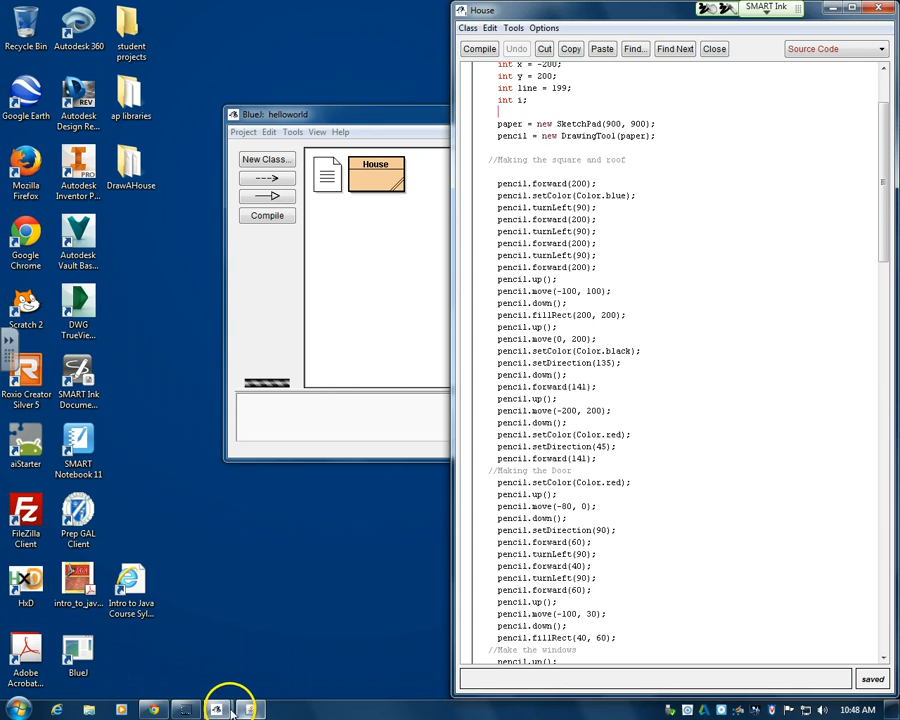 Recycle Bin
Autodesk 360
student
projects
Google Earth
Autodesk
Design Re...
ap libraries
Mozilla
Firefox
Autodesk
Inventor P...
DrawAHouse
Google
Chrome
Autodesk
Vault Bas...
Scratch 2
DWG
TrueView...
Roxio Creator
Silver 5
SMART Ink
Docume...
aiStarter
SMART
Notebook 11
FileZilla
Client
Prep GAL
Client
HxD
intro_to_jav...
Intro to Java
Course Syl...
Adobe
Acrobat...
BlueJ
BlueJ: helloworld
Project Edit Tools View Help
New Class...
Compile
House
House
SMART Ink
Class Edit Tools Options
Compile Undo Cut Copy Paste Find... Find Next Close Source Code
int x = -200;
int y = 200;
int line = 199;
int i;
paper = new SketchPad(900, 900);
pencil = new DrawingTool(paper);
//Making the square and roof
pencil.forward(200);
pencil.setColor(Color.blue);
pencil.turnLeft(90);
pencil.forward(200);
pencil.turnLeft(90);
pencil.forward(200);
pencil.turnLeft(90);
pencil.forward(200);
pencil.up();
pencil.move(-100, 100);
pencil.down();
pencil.fillRect(200, 200);
pencil.up();
pencil.move(0, 200);
pencil.setColor(Color.black);
pencil.setDirection(135);
pencil.down();
pencil.forward(141);
pencil.up();
pencil.move(-200, 200);
pencil.down();
pencil.setColor(Color.red);
pencil.setDirection(45);
pencil.forward(141);
//Making the Door
pencil.setColor(Color.red);
pencil.up();
pencil.move(-80, 0);
pencil.down();
pencil.setDirection(90);
pencil.forward(60);
pencil.turnLeft(90);
pencil.forward(40);
pencil.turnLeft(90);
pencil.forward(60);
pencil.up();
pencil.move(-100, 30);
pencil.down();
pencil.fillRect(40, 60);
//Make the windows
pencil.up();
saved
10:48 AM